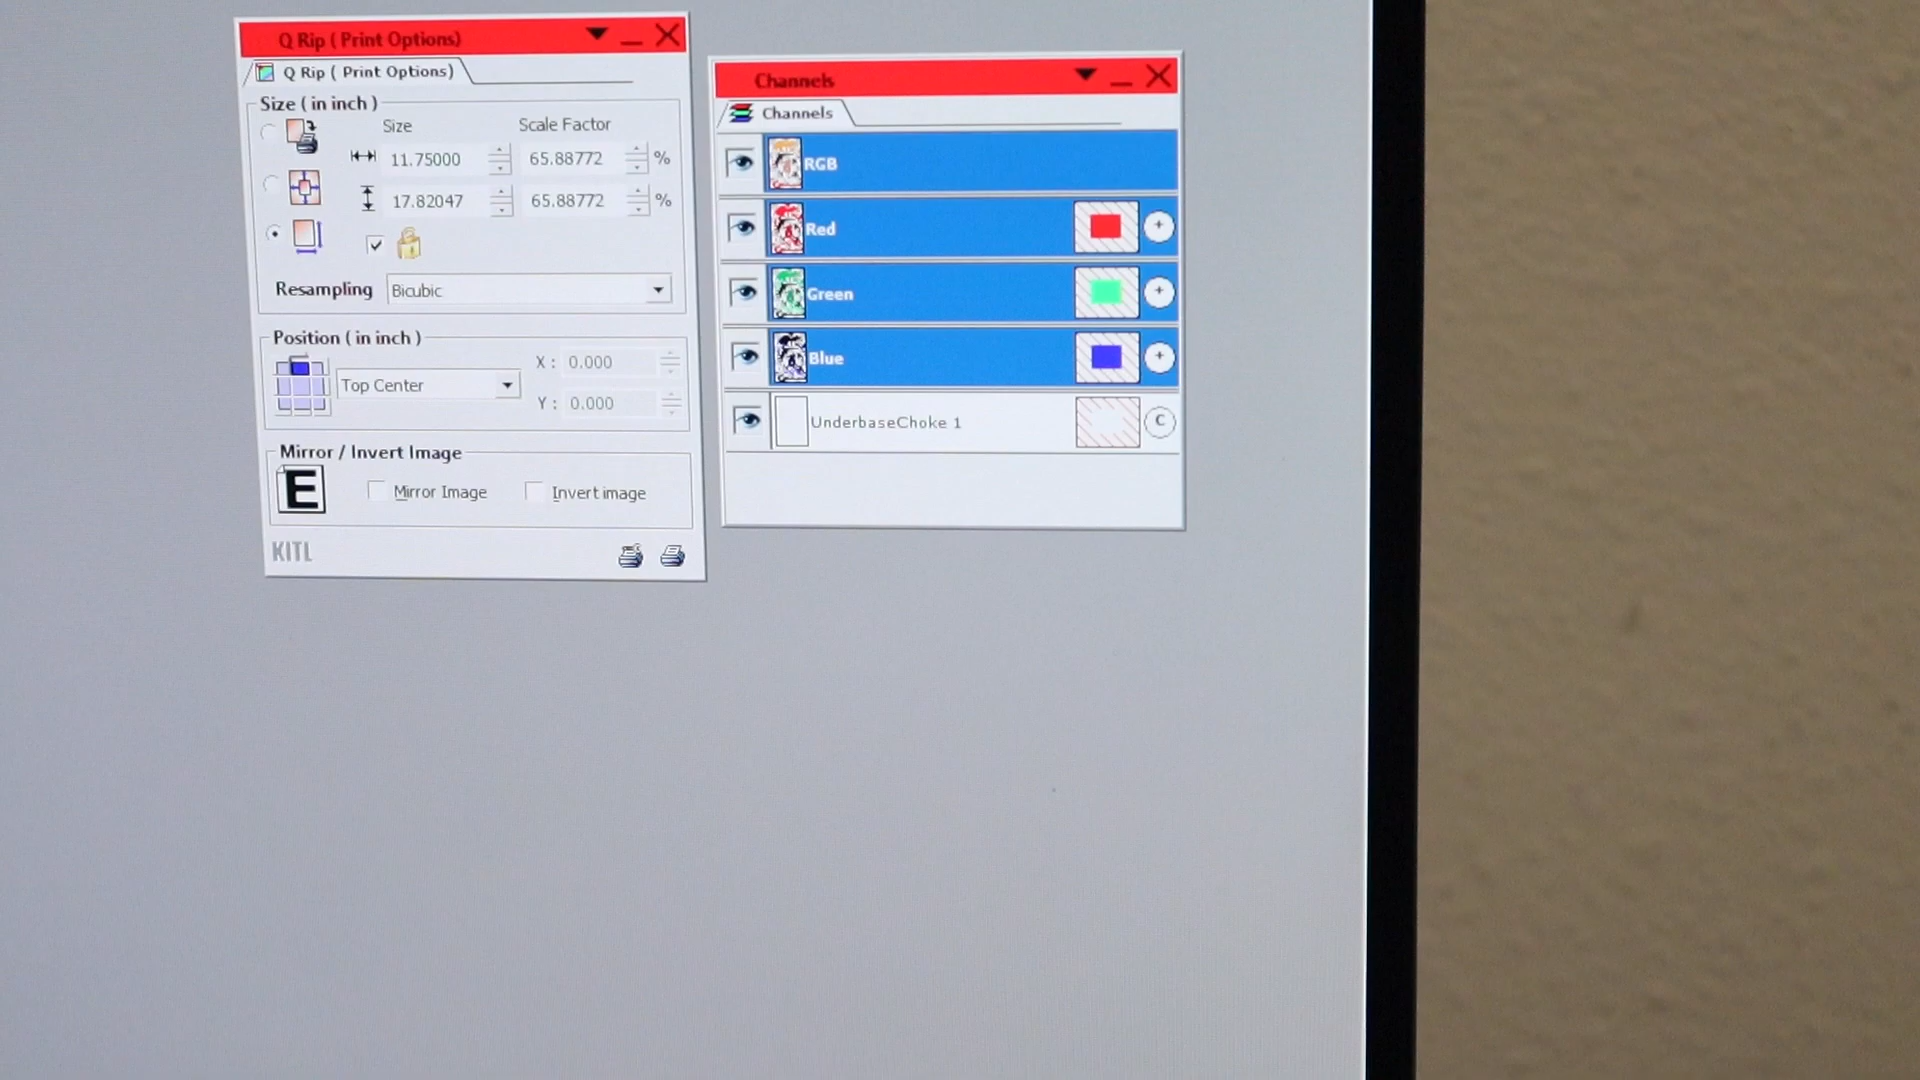 Q Rip ( Print Options)
Q Rip ( Print Options)
Size ( in inch )
Size Scale Factor
11.75000 65.88772 %
17.82047 65.88772 %
Resampling Bicubic
Position ( in inch )
Top Center
X : 0.000
Y : 0.000
Mirror / Invert Image
E Mirror Image Invert image
KITL
Channels
Channels
RGB
Red +
Green +
Blue +
UnderbaseChoke 1 C